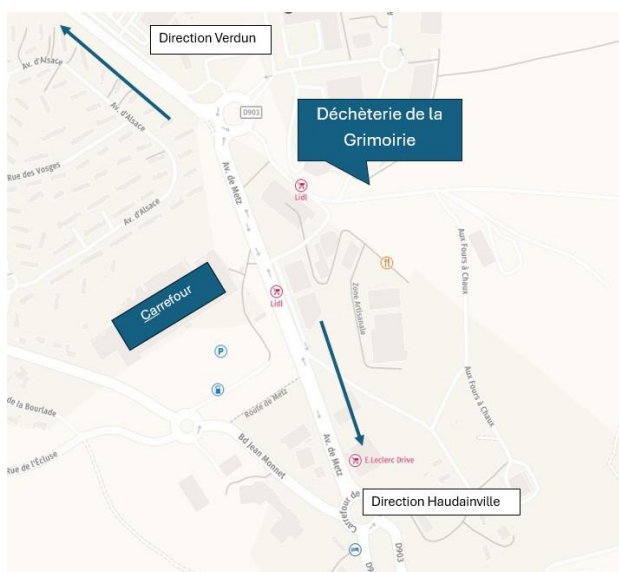 Direction Verdun
Av. d'Alsace
Av. d'Alsace
D903
Déchèterie de la
Grimoirie
Rue des Vosges
Av. de Metz
Lidl
Av. d'Alsace
Aux Fours à Chaux
Carrefour
Lidl
Zone Artisanale
P
Aux Fours à Chaux
de la Bourlade
Route de Metz
Bd Jean Monnet
Av. de Metz
Rue de l'Écluse
E.Leclerc Drive
Direction Haudainville
Carrefour de
D903